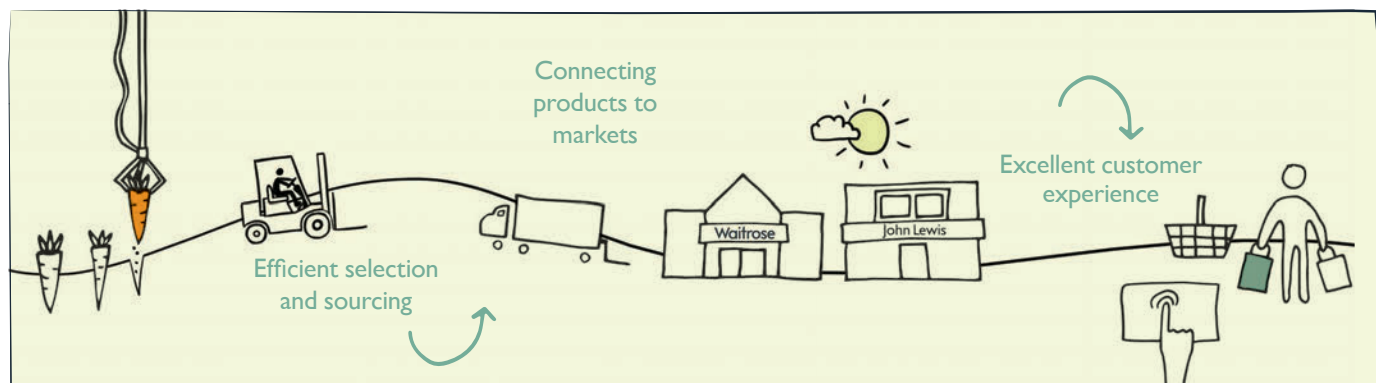 Connecting
products to
markets
Excellent customer
experience
Waitrose
John Lewis
Efficient selection
and sourcing